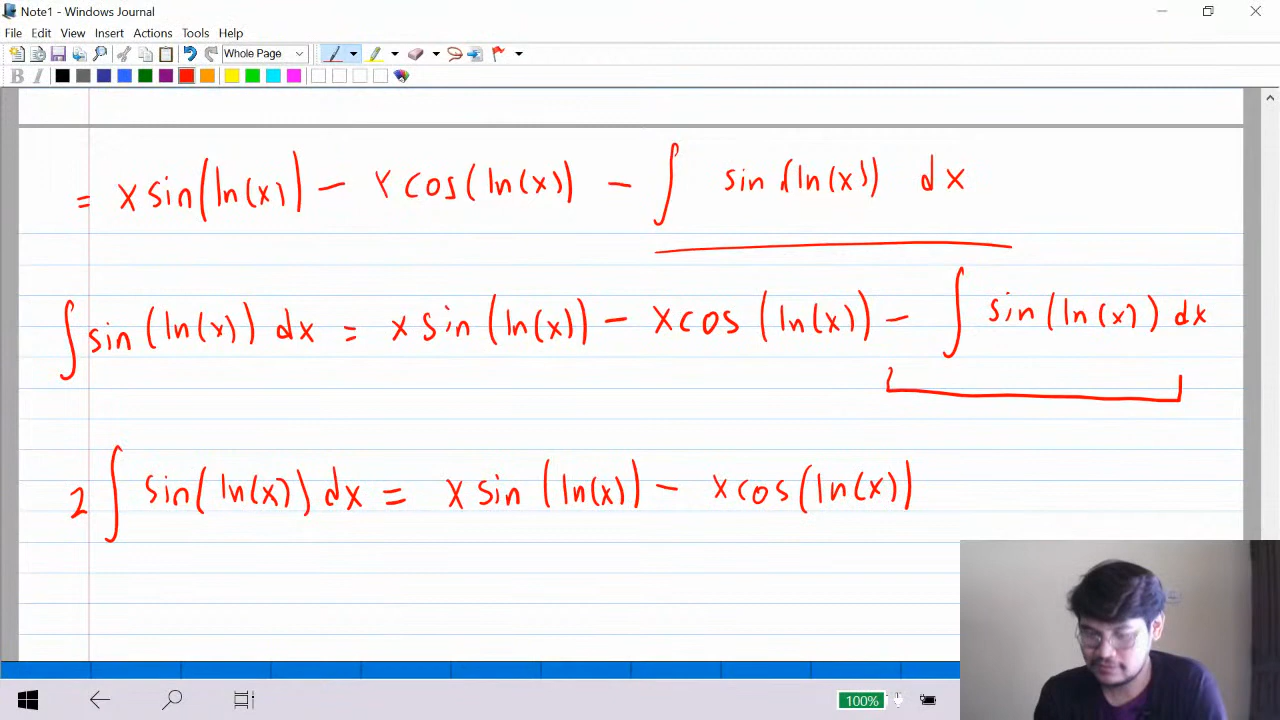 Note1 - Windows Journal
File Edit View Insert Actions Tools Help
Whole Page
B I
= x sin(ln(x)) − x cos(ln(x)) − ∫ sin(ln(x)) dx
∫ sin(ln(x)) dx = x sin(ln(x)) − x cos(ln(x)) − ∫ sin(ln(x)) dx
2 ∫ sin(ln(x)) dx = x sin(ln(x)) − x cos(ln(x))
100%